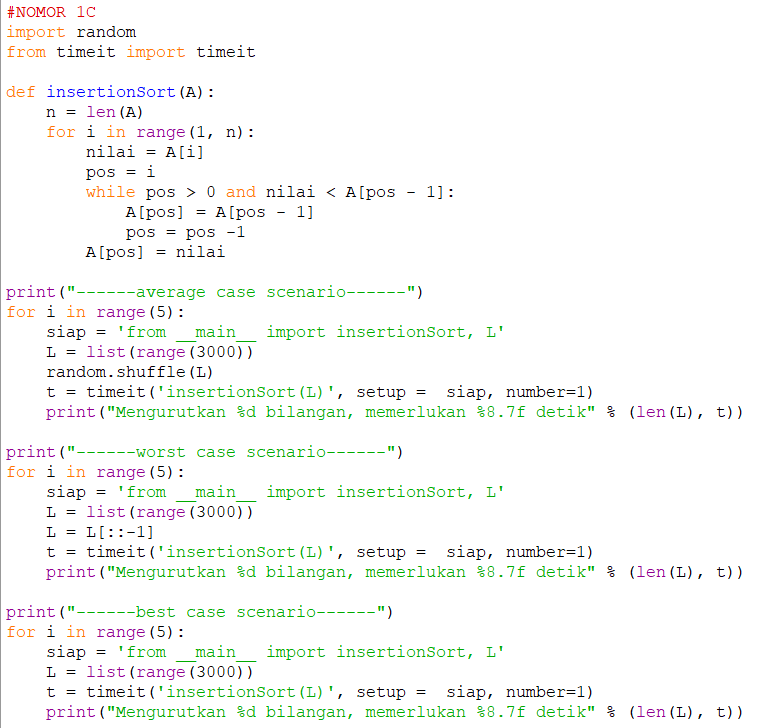 #NOMOR 1C
import random
from timeit import timeit

def insertionSort(A):
    n = len(A)
    for i in range(1, n):
        nilai = A[i]
        pos = i
        while pos > 0 and nilai < A[pos - 1]:
            A[pos] = A[pos - 1]
            pos = pos -1
        A[pos] = nilai

print("------average case scenario------")
for i in range(5):
    siap = 'from __main__ import insertionSort, L'
    L = list(range(3000))
    random.shuffle(L)
    t = timeit('insertionSort(L)', setup =  siap, number=1)
    print("Mengurutkan %d bilangan, memerlukan %8.7f detik" % (len(L), t))

print("------worst case scenario------")
for i in range(5):
    siap = 'from __main__ import insertionSort, L'
    L = list(range(3000))
    L = L[::-1]
    t = timeit('insertionSort(L)', setup =  siap, number=1)
    print("Mengurutkan %d bilangan, memerlukan %8.7f detik" % (len(L), t))

print("------best case scenario------")
for i in range(5):
    siap = 'from __main__ import insertionSort, L'
    L = list(range(3000))
    t = timeit('insertionSort(L)', setup =  siap, number=1)
    print("Mengurutkan %d bilangan, memerlukan %8.7f detik" % (len(L), t))